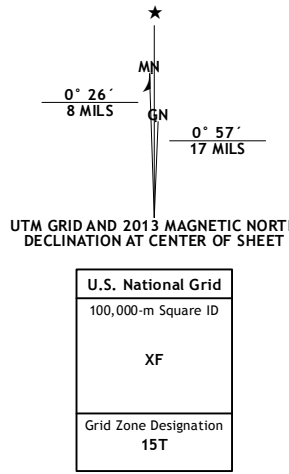 MN
0° 26´
8 MILS
GN
0° 57´
17 MILS
UTM GRID AND 2013 MAGNETIC NORT
DECLINATION AT CENTER OF SHEET
U.S. National Grid
100,000-m Square ID
XF
Grid Zone Designation
15T